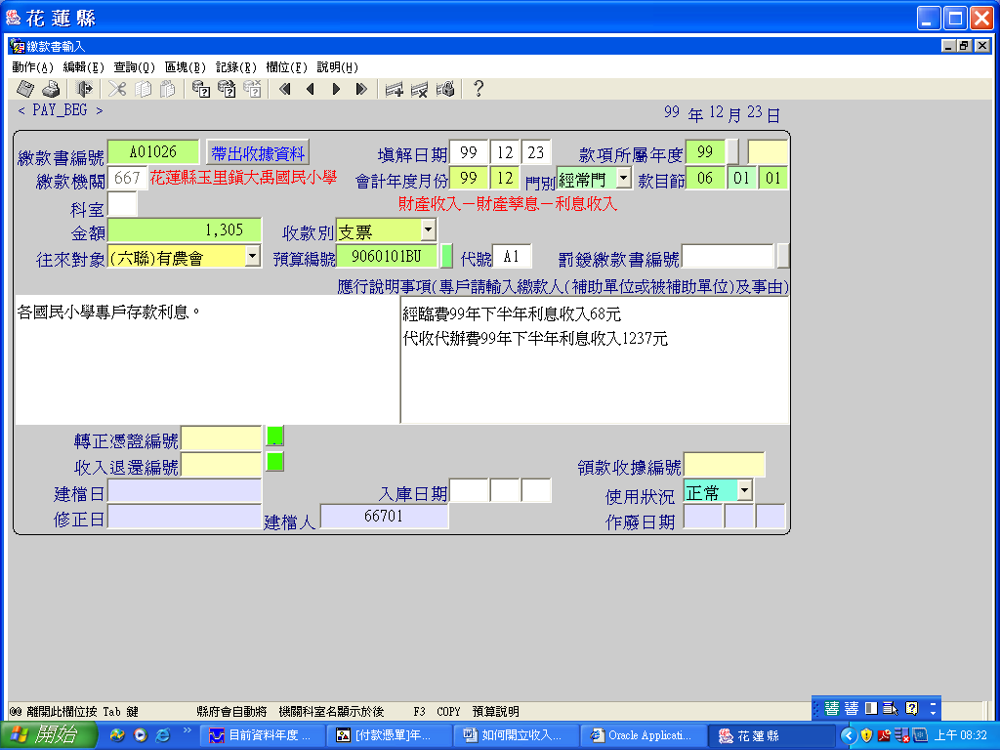 花蓮縣
繳款書輸入
動作(A) 編輯(E) 查詢(Q) 區塊(B) 記錄(R) 欄位(F) 說明(H)
< PAY_BEG > 99 年 12 月 23 日
繳款書編號 A01026 帶出收據資料 填解日期 99 12 23 款項所屬年度 99
繳款機關 667 花蓮縣玉里鎮大禹國民小學 會計年度月份 99 12 門別 經常門 款目節 06 01 01
科室 財產收入－財產孳息－利息收入
金額 1,305 收款別 支票
往來對象 (六聯)有農會 預算編號 9060101BU 代號 A1 罰鍰繳款書編號
應行說明事項(專戶請輸入繳款人(補助單位或被補助單位)及事由)
各國民小學專戶存款利息。
經臨費99年下半年利息收入68元
代收代辦費99年下半年利息收入1237元
轉正憑證編號 ..
收入退還編號 領款收據編號
建檔日 入庫日期 使用狀況 正常
修正日 建檔人 66701 作廢日期
@@ 離開此欄位按 Tab 鍵 縣府會自動將 機關科室名顯示於後 F3 COPY 預算說明
開始 目前資料年度 ... [付款憑單]年... 如何開立收入... Oracle Applicati... 花蓮縣 上午 08:32